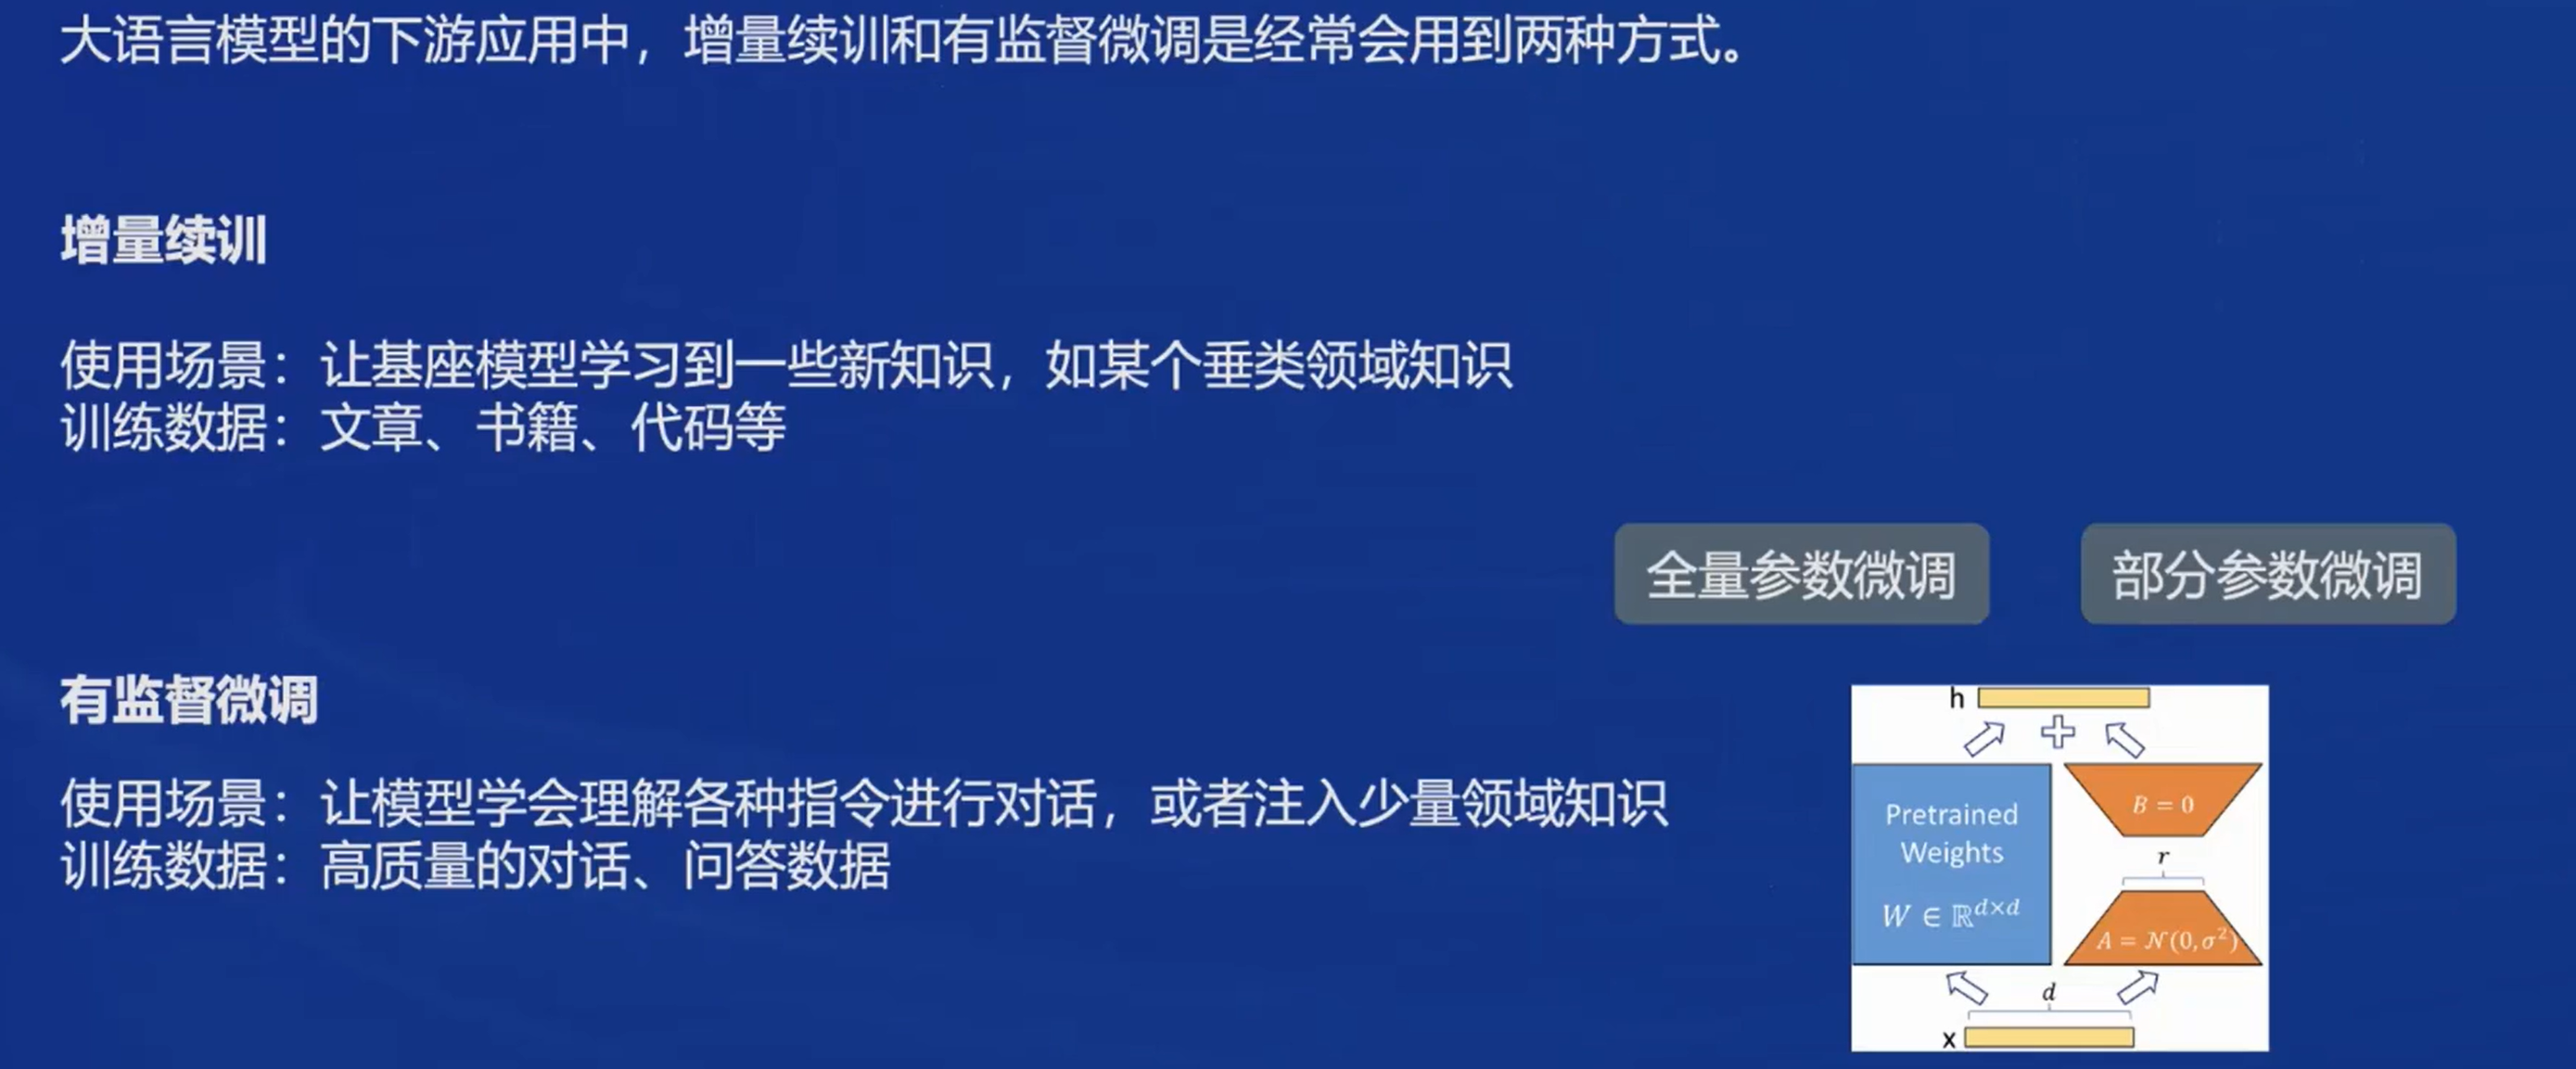 大语言模型的下游应用中，增量续训和有监督微调是经常会用到两种方式。
增量续训
使用场景：让基座模型学习到一些新知识，如某个垂类领域知识
训练数据：文章、书籍、代码等
全量参数微调
部分参数微调
有监督微调
使用场景：让模型学会理解各种指令进行对话，或者注入少量领域知识
训练数据：高质量的对话、问答数据
h
Pretrained
Weights
W ∈ ℝ^{d×d}
B = 0
r
A = 𝒩(0,σ²)
d
x